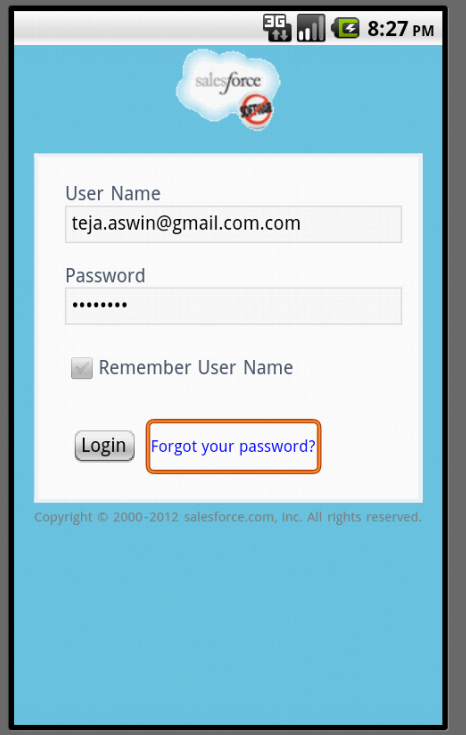 3G 8:27 PM
salesforce
SOFTWARE
User Name
teja.aswin@gmail.com.com
Password
••••••••
Remember User Name
Login Forgot your password?
Copyright © 2000-2012 salesforce.com, inc. All rights reserved.